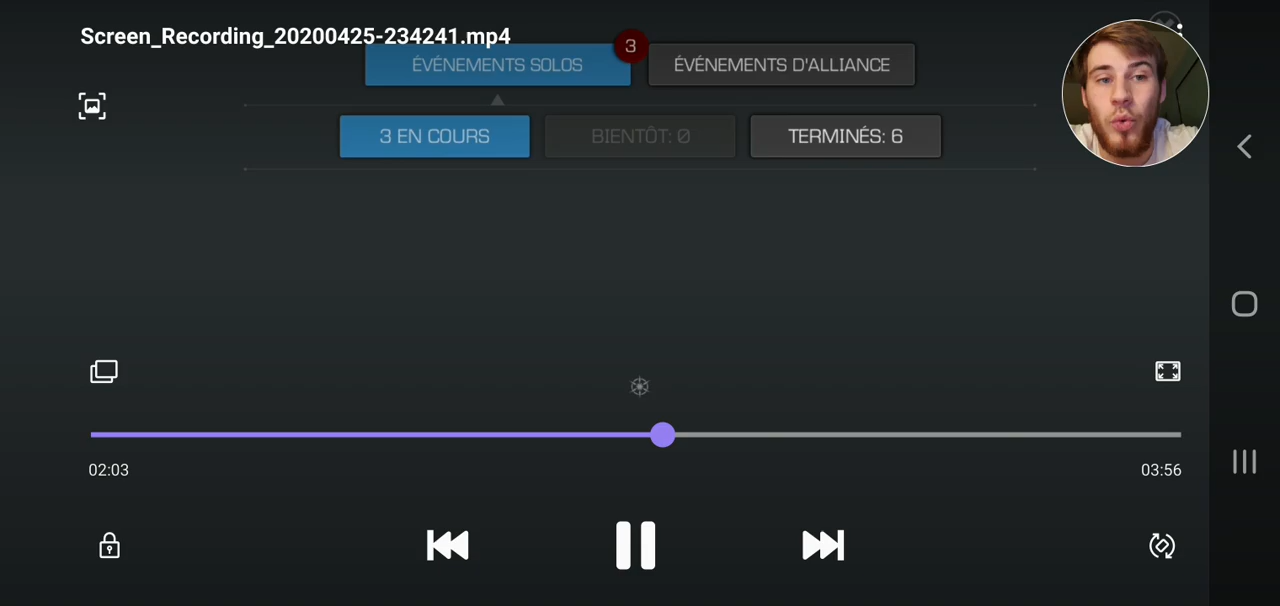 Screen_Recording_20200425-234241.mp4
3
ÉVÉNEMENTS SOLOS
ÉVÉNEMENTS D'ALLIANCE
3 EN COURS
BIENTÔT: 0
TERMINÉS: 6
02:03
03:56